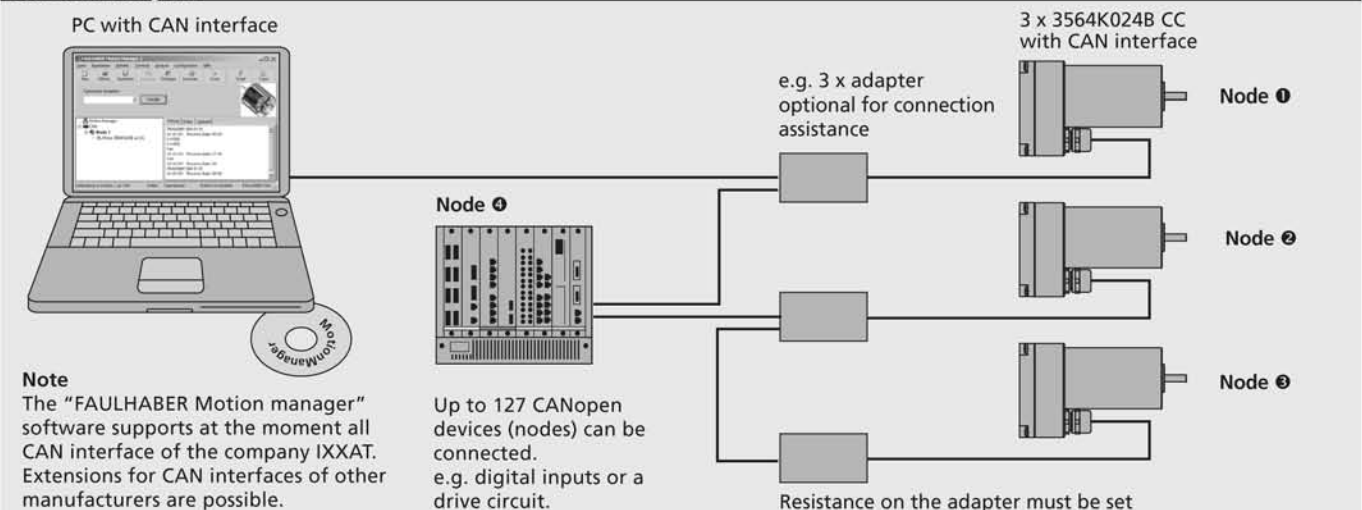 PC with CAN interface
3 x 3564K024B CC
with CAN interface
e.g. 3 x adapter
optional for connection
assistance
Node ❶
Node ❷
Node ❸
Node ❹
MotionManager
Note
The “FAULHABER Motion manager”
software supports at the moment all
CAN interface of the company IXXAT.
Extensions for CAN interfaces of other
manufacturers are possible.
Up to 127 CANopen
devices (nodes) can be
connected.
e.g. digital inputs or a
drive circuit.
Resistance on the adapter must be set